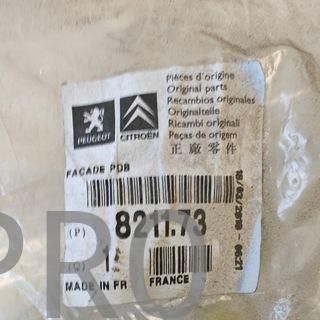 PEUGEOT
CITROËN
Pièces d'origine
Original parts
Recambios originales
Originalteile
Ricambi originali
Peças de origem
正廠零件
FACADE PDB
(P) 8211.73
(Q) 1
MADE IN FR FRANCE
PRO